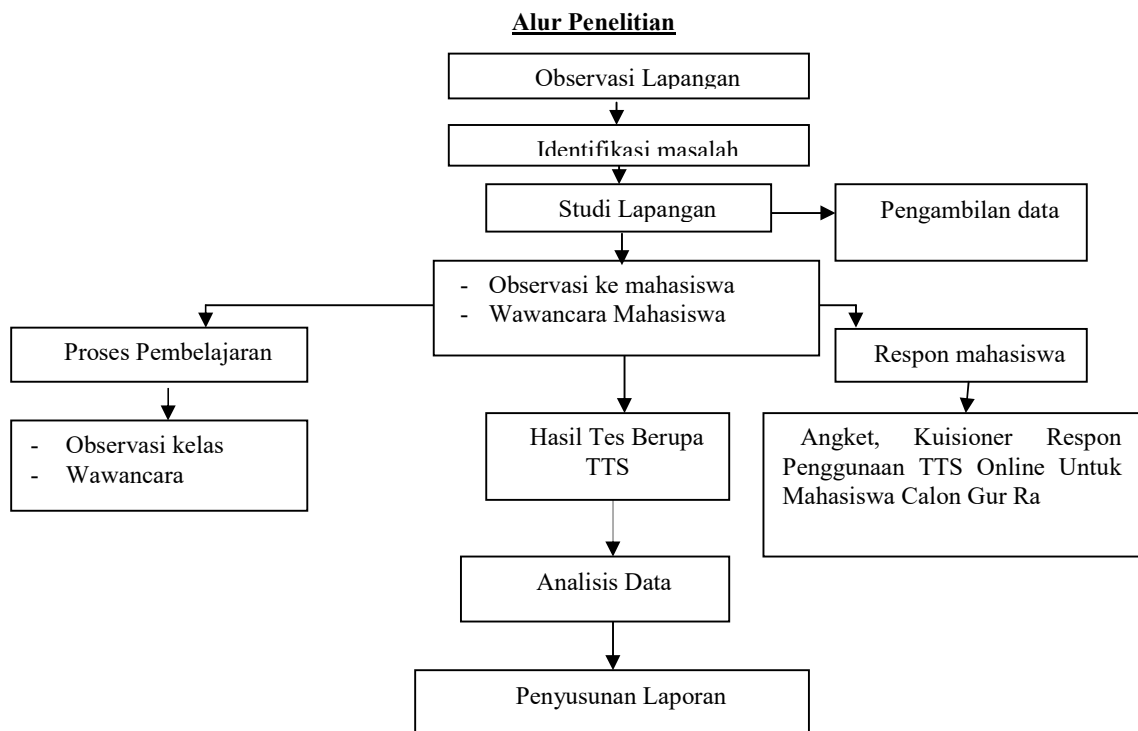 Alur Penelitian
Observasi Lapangan
Identifikasi masalah
Studi Lapangan
Pengambilan data
- Observasi ke mahasiswa
- Wawancara Mahasiswa
Proses Pembelajaran
Respon mahasiswa
- Observasi kelas
- Wawancara
Hasil Tes Berupa
TTS
Angket, Kuisioner Respon
Penggunaan TTS Online Untuk
Mahasiswa Calon Gur Ra
Analisis Data
Penyusunan Laporan